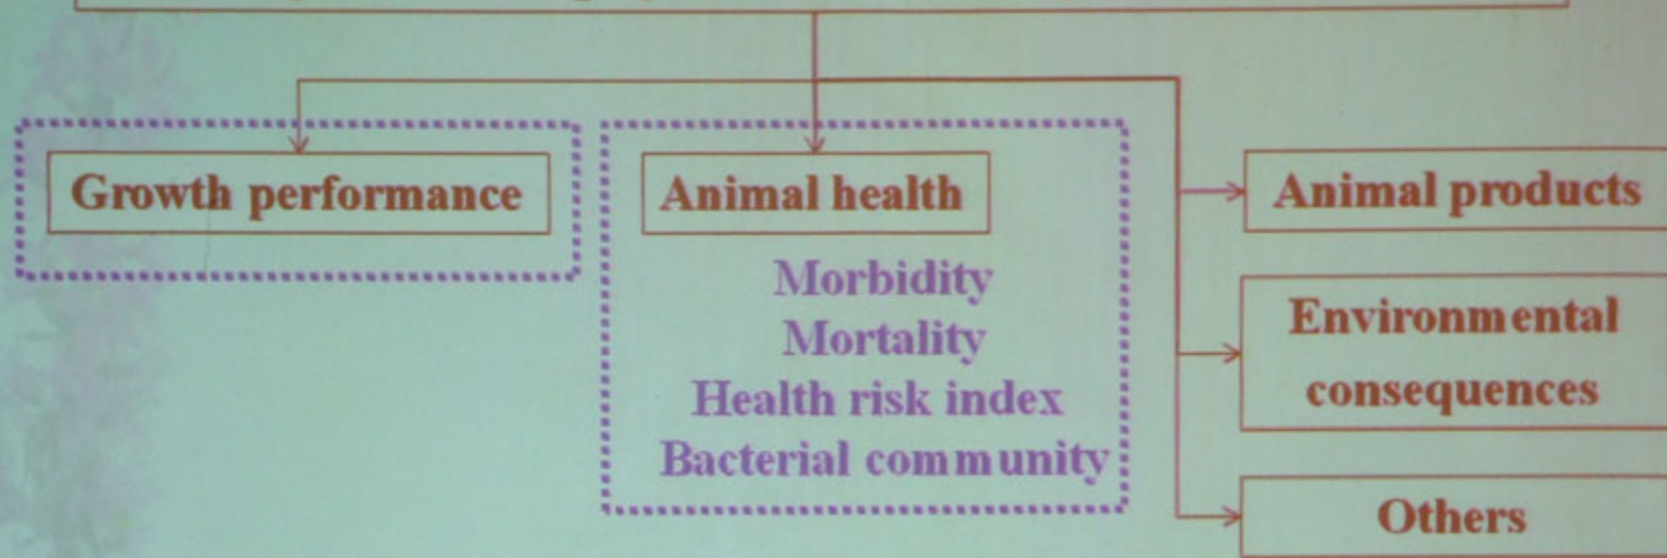 Growth performance
Animal health
Morbidity
Mortality
Health risk index
Bacterial community
Animal products
Environmental
consequences
Others